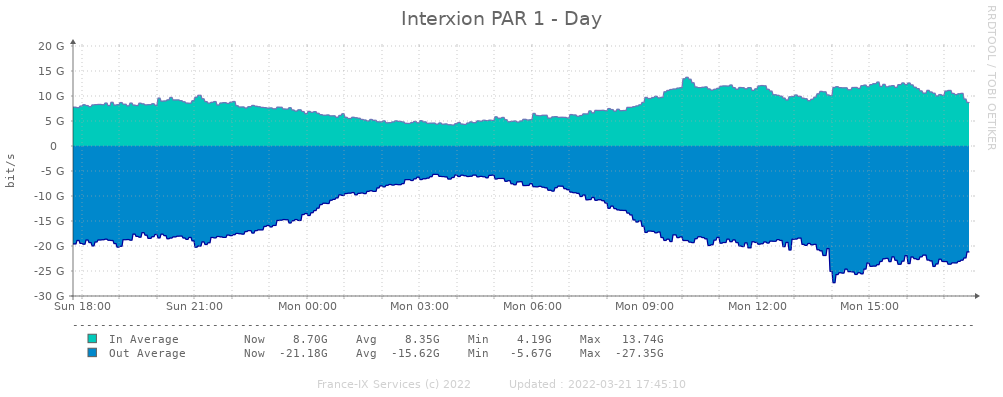 Interxion PAR 1 - Day
RRDTOOL / TOBI OETIKER
bit/s
20 G
15 G
10 G
5 G
0
-5 G
-10 G
-15 G
-20 G
-25 G
-30 G
Sun 18:00 Sun 21:00 Mon 00:00 Mon 03:00 Mon 06:00 Mon 09:00 Mon 12:00 Mon 15:00
In Average Now 8.70G Avg 8.35G Min 4.19G Max 13.74G
Out Average Now -21.18G Avg -15.62G Min -5.67G Max -27.35G
France-IX Services (c) 2022 Updated : 2022-03-21 17:45:10